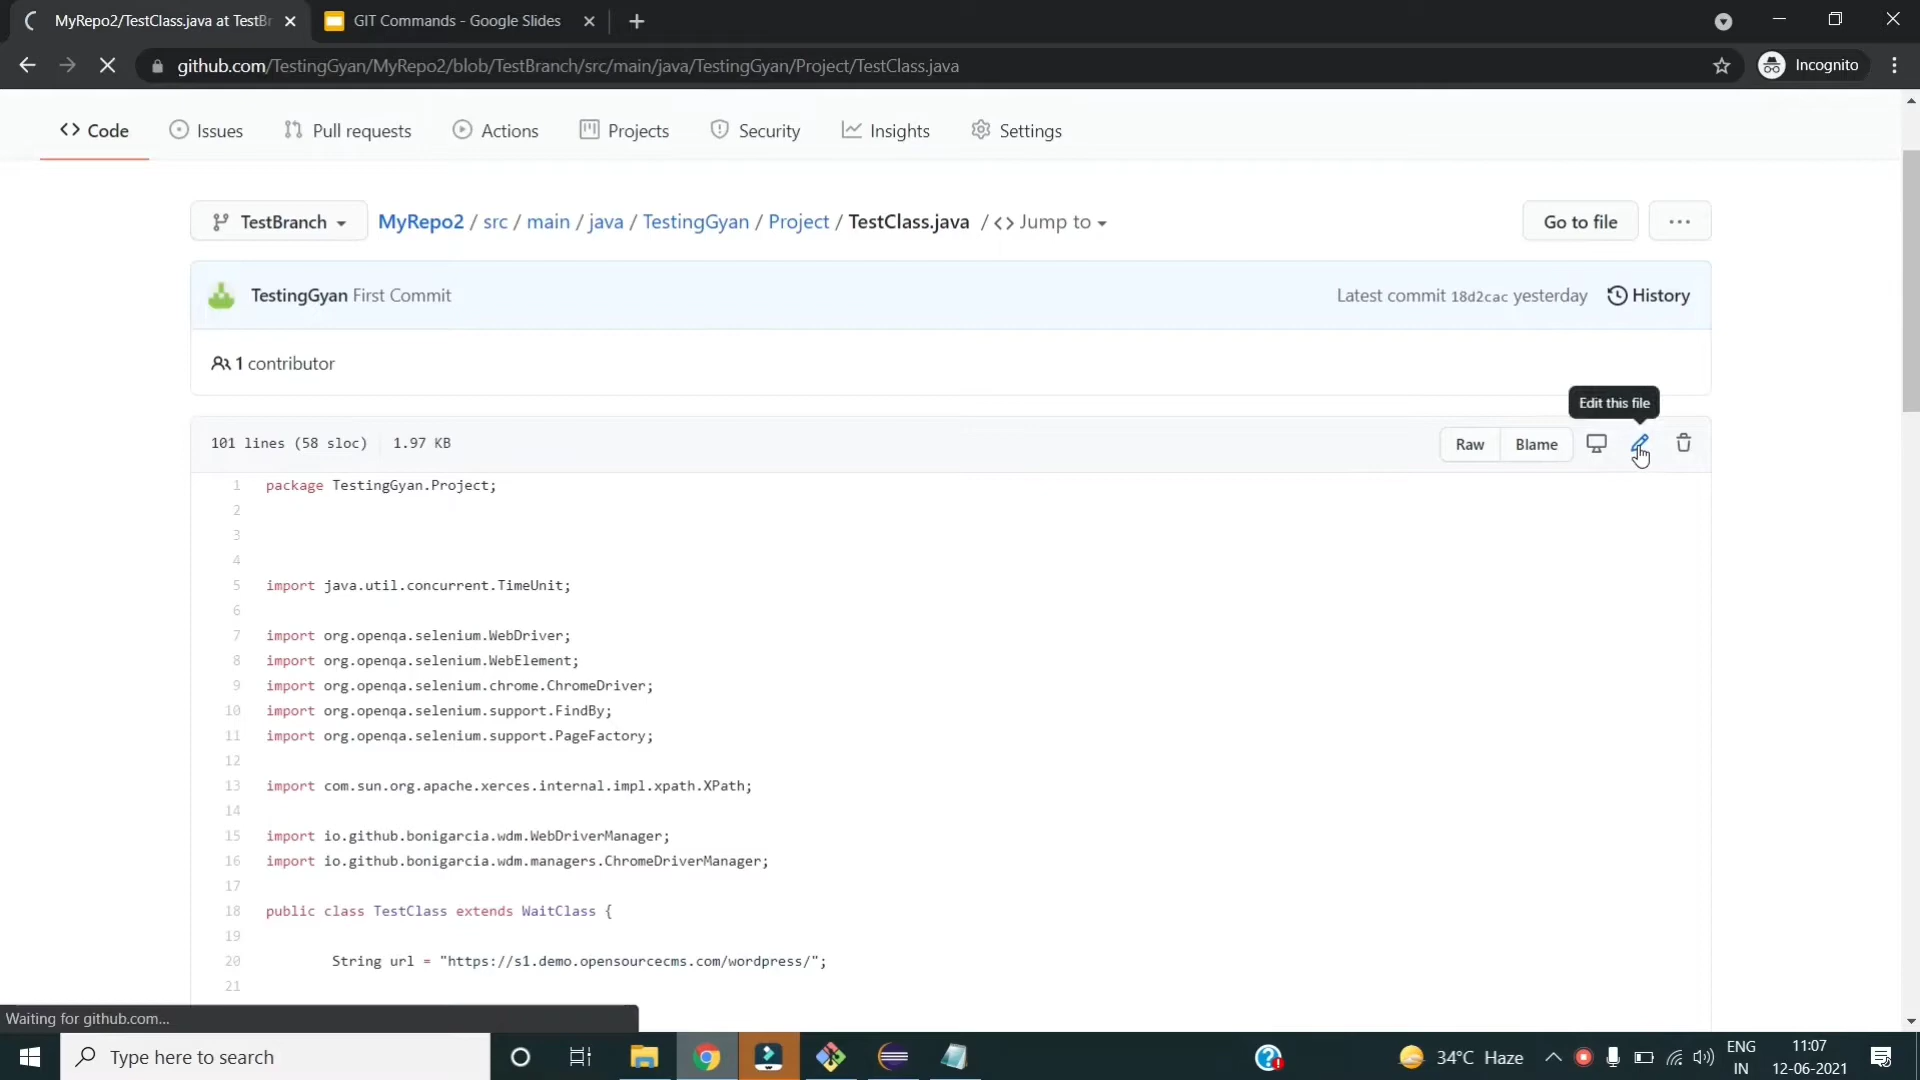 MyRepo2/TestClass.java at TestBr
GIT Commands - Google Slides
github.com/TestingGyan/MyRepo2/blob/TestBranch/src/main/java/TestingGyan/Project/TestClass.java
Incognito
Code
Issues
Pull requests
Actions
Projects
Security
Insights
Settings
TestBranch
MyRepo2 / src / main / java / TestingGyan / Project / TestClass.java / <> Jump to
Go to file
...
TestingGyan First Commit
Latest commit 18d2cac yesterday
History
1 contributor
Edit this file
101 lines (58 sloc) 1.97 KB
Raw
Blame
1 package TestingGyan.Project;
2
3
4
5 import java.util.concurrent.TimeUnit;
6
7 import org.openqa.selenium.WebDriver;
8 import org.openqa.selenium.WebElement;
9 import org.openqa.selenium.chrome.ChromeDriver;
10 import org.openqa.selenium.support.FindBy;
11 import org.openqa.selenium.support.PageFactory;
12
13 import com.sun.org.apache.xerces.internal.impl.xpath.XPath;
14
15 import io.github.bonigarcia.wdm.WebDriverManager;
16 import io.github.bonigarcia.wdm.managers.ChromeDriverManager;
17
18 public class TestClass extends WaitClass {
19
20 String url = "https://s1.demo.opensourcecms.com/wordpress/";
21
Waiting for github.com...
Type here to search
34°C Haze
ENG
IN
11:07
12-06-2021